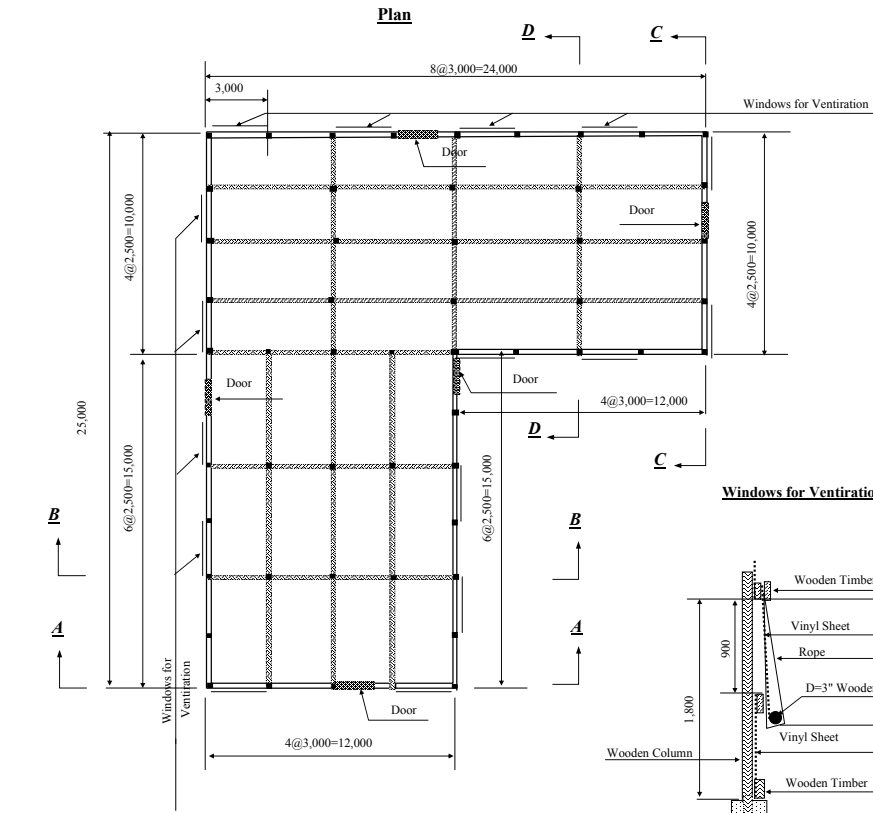 Plan
D
C
8@3,000=24,000
3,000
Windows for Ventiration
Door
Door
4@2,500=10,000
4@2,500=10,000
Door
Door
4@3,000=12,000
25,000
D
C
6@2,500=15,000
6@2,500=15,000
Windows for Ventiratio
B
B
Wooden Timber
A
A
Vinyl Sheet
900
Rope
Windows for
Ventiration
D=3" Woode
1,800
Door
Vinyl Sheet
4@3,000=12,000
Wooden Column
Wooden Timber